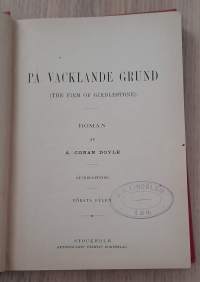 PÅ VACKLANDE GRUND
(THE FIRM OF GIRDLESTONE)
ROMAN
AF
A. CONAN DOYLE
FÖRSTA DELEN
STOCKHOLM